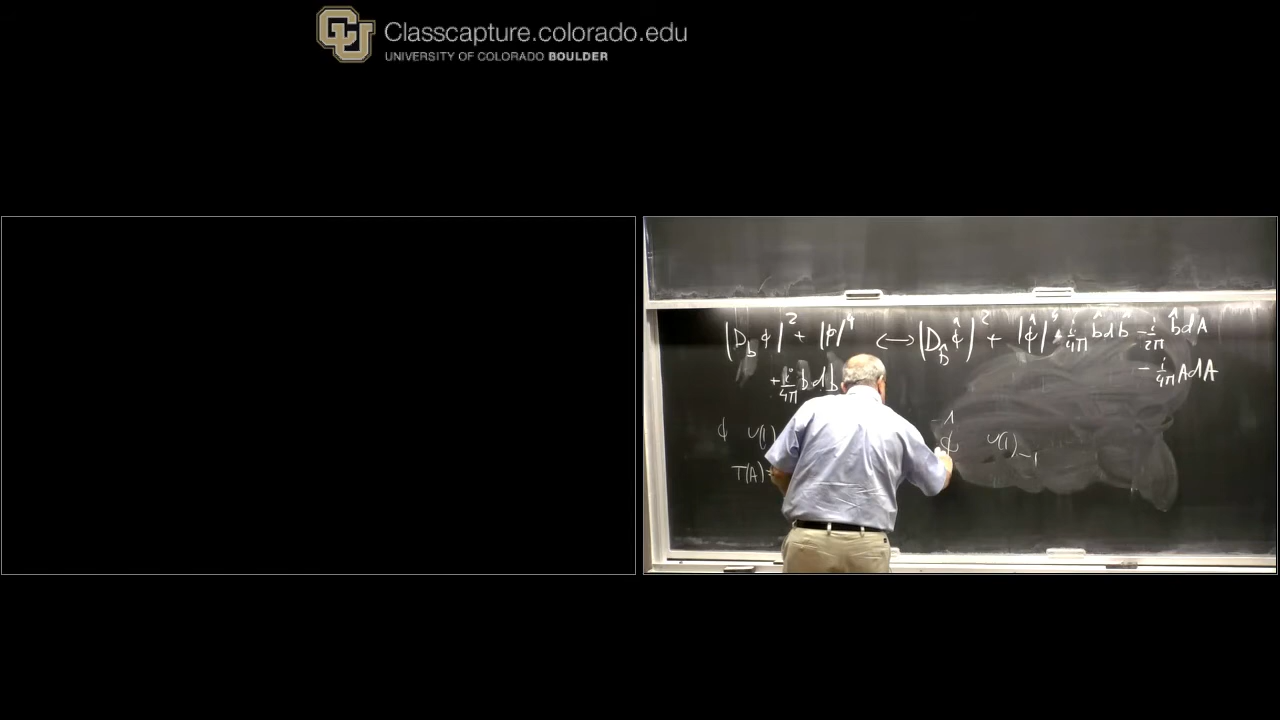 Classcapture.colorado.edu
UNIVERSITY OF COLORADO BOULDER
|D_b ϕ|² + |ϕ|⁴ ⟷ |D_b̂ ϕ̂|² + |ϕ̂|⁴ + i/4π b̂db̂ − i/2π b̂dA
+ i/4π bdb − i/4π AdA
ϕ U(1) U(1)₋₁
T(A)